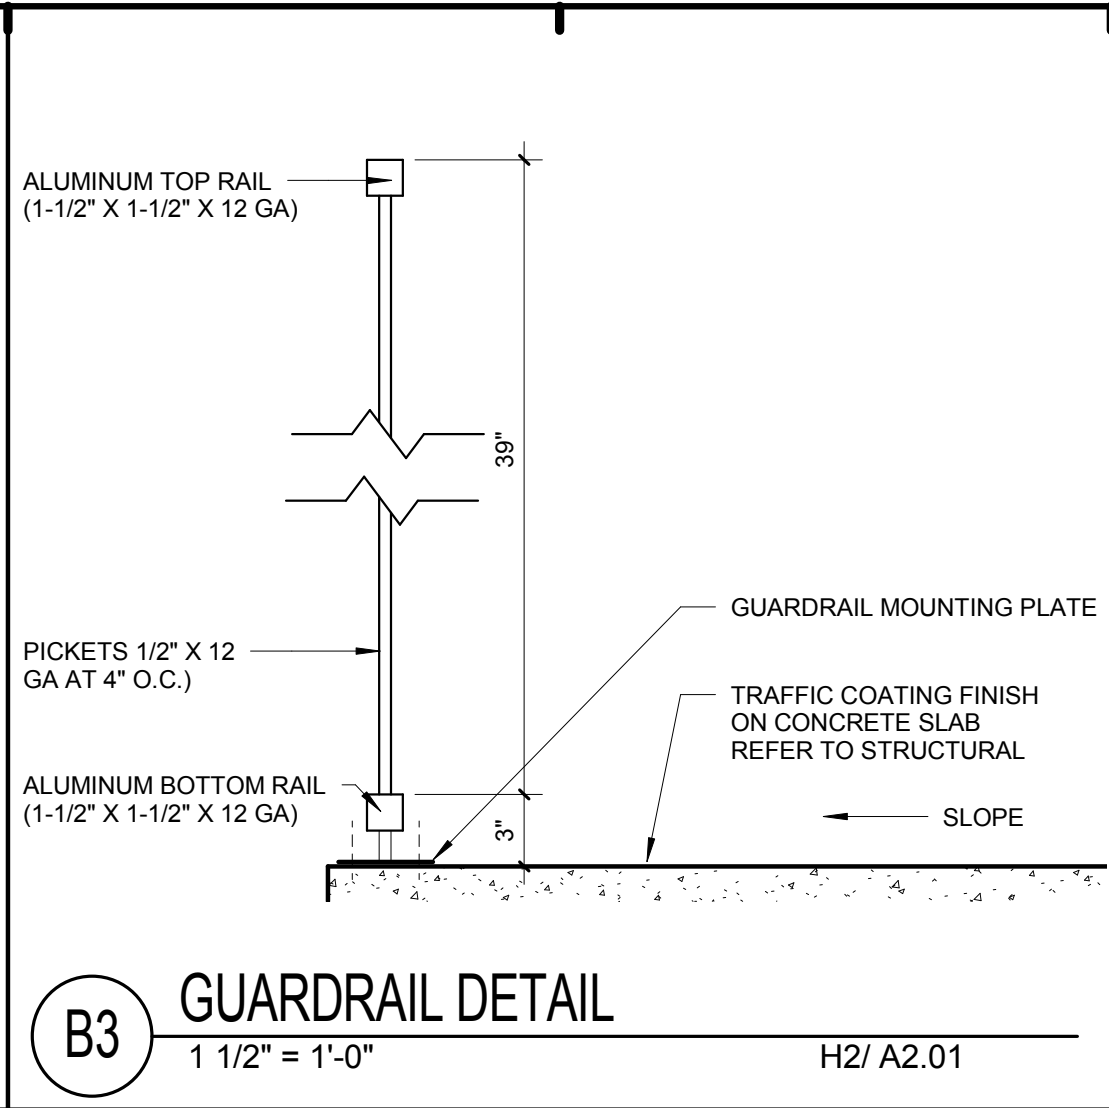 ALUMINUM TOP RAIL
(1-1/2" X 1-1/2" X 12 GA)
39"
GUARDRAIL MOUNTING PLATE
PICKETS 1/2" X 12
GA AT 4" O.C.)
TRAFFIC COATING FINISH
ON CONCRETE SLAB
REFER TO STRUCTURAL
ALUMINUM BOTTOM RAIL
(1-1/2" X 1-1/2" X 12 GA)
3"
SLOPE
B3
GUARDRAIL DETAIL
1 1/2" = 1'-0"
H2/ A2.01